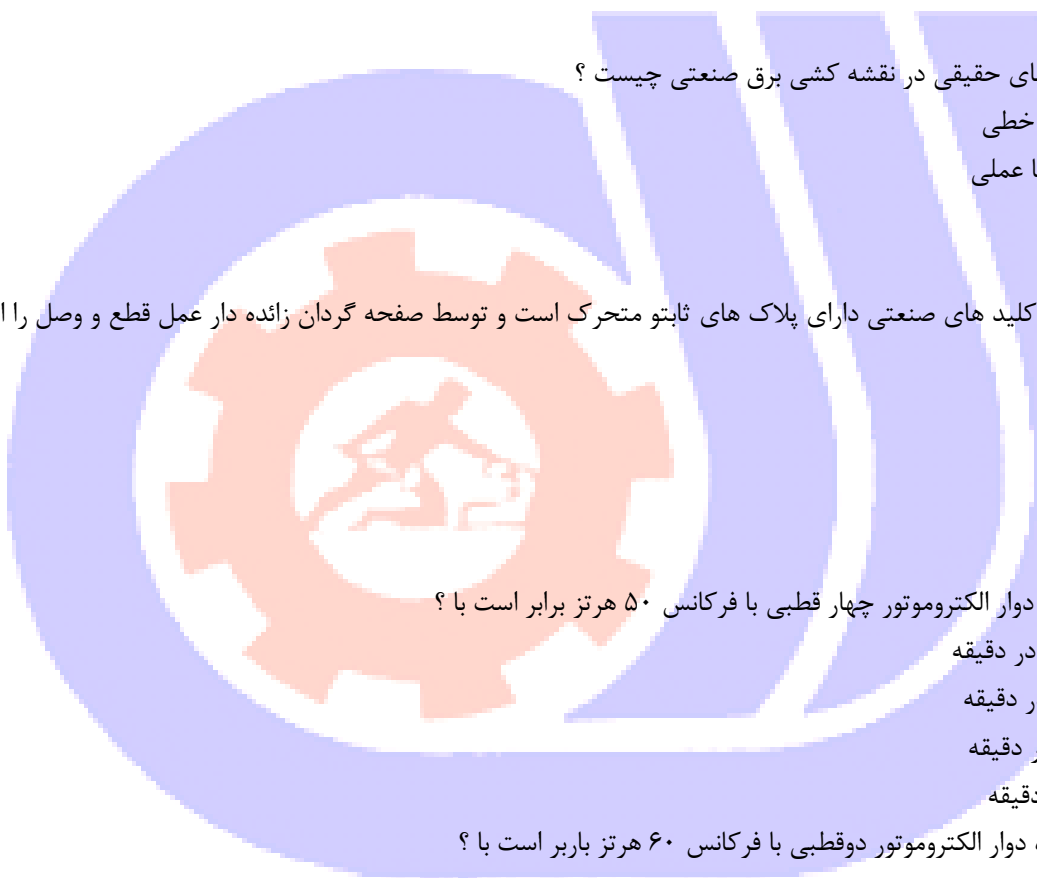 ای حقیقی در نقشه کشی برق صنعتی چیست ؟
خطی
ا عملی
کلید های صنعتی دارای پلاک های ثابتو متحرک است و توسط صفحه گردان زائده دار عمل قطع و وصل را ا
دوار الکتروموتور چهار قطبی با فرکانس ۵۰ هرتز برابر است با ؟
در دقیقه
ر دقیقه
ر دقیقه
دقیقه
دوار الکتروموتور دوقطبی با فرکانس ۶۰ هرتز باربر است با ؟